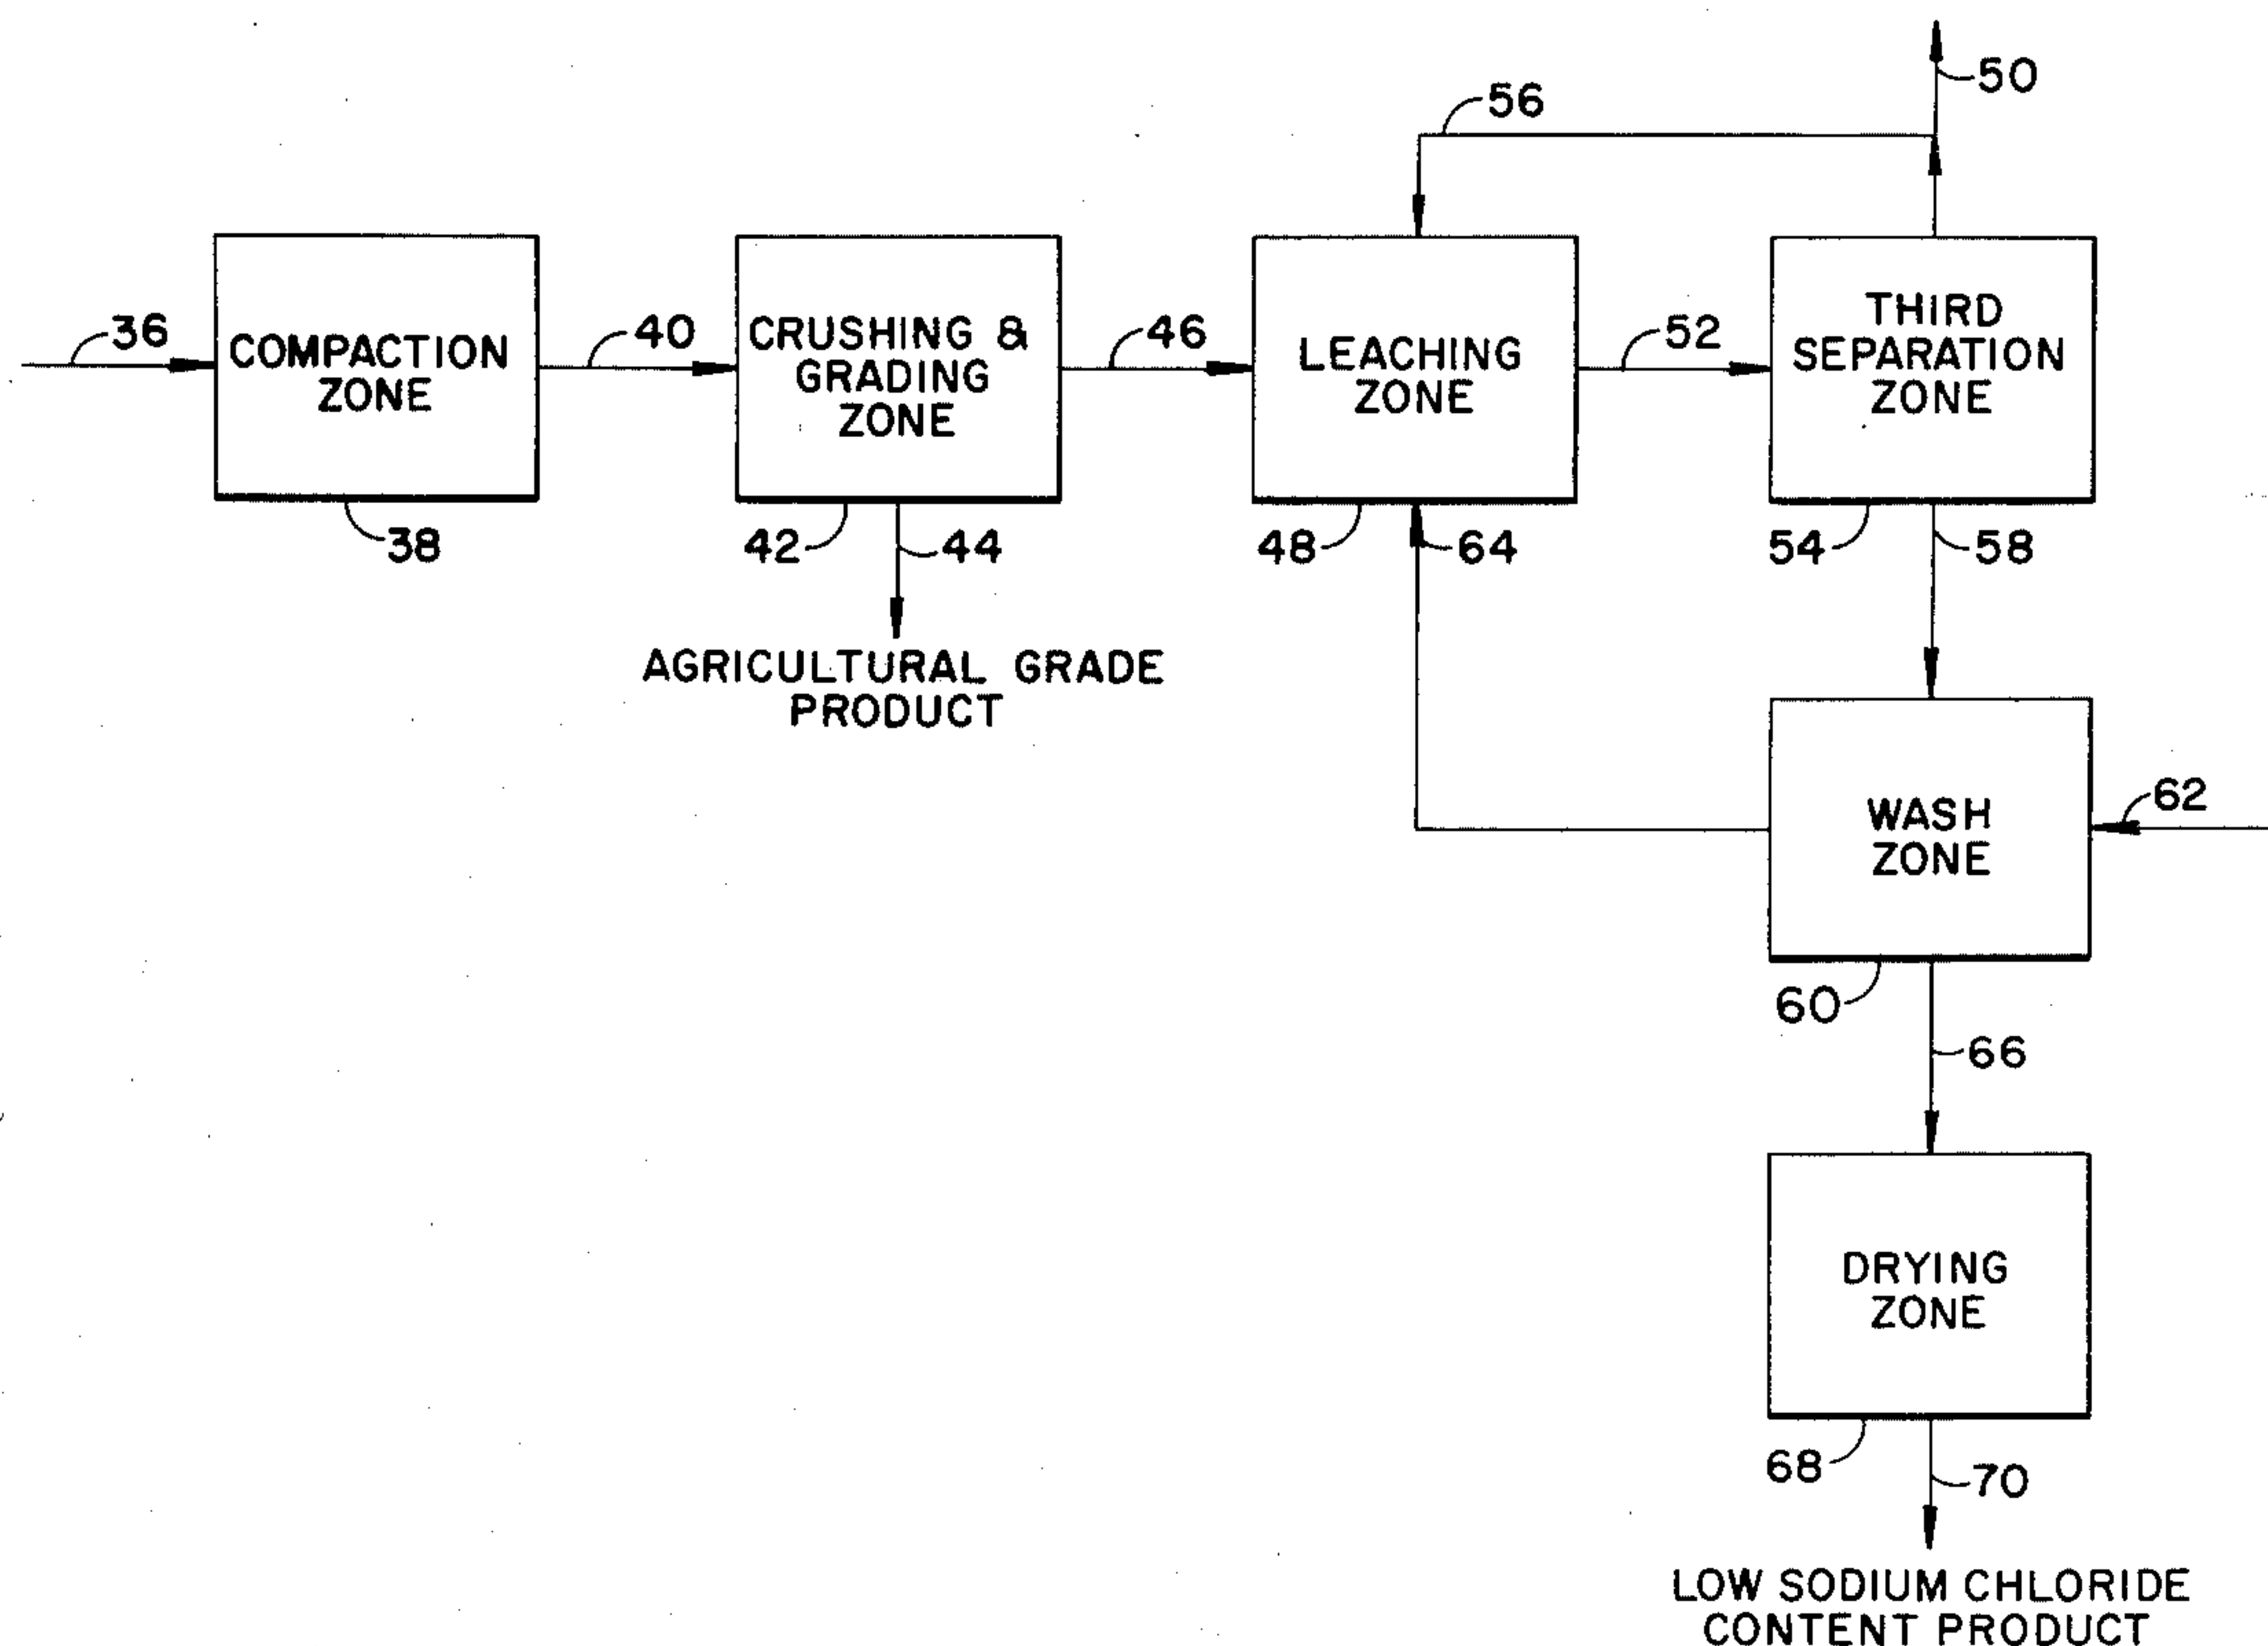 50
56
36
COMPACTION
ZONE
38
40
CRUSHING &
GRADING
ZONE
42
44
AGRICULTURAL GRADE
PRODUCT
46
LEACHING
ZONE
48
64
52
THIRD
SEPARATION
ZONE
54
58
WASH
ZONE
62
60
66
DRYING
ZONE
68
70
LOW SODIUM CHLORIDE
CONTENT PRODUCT